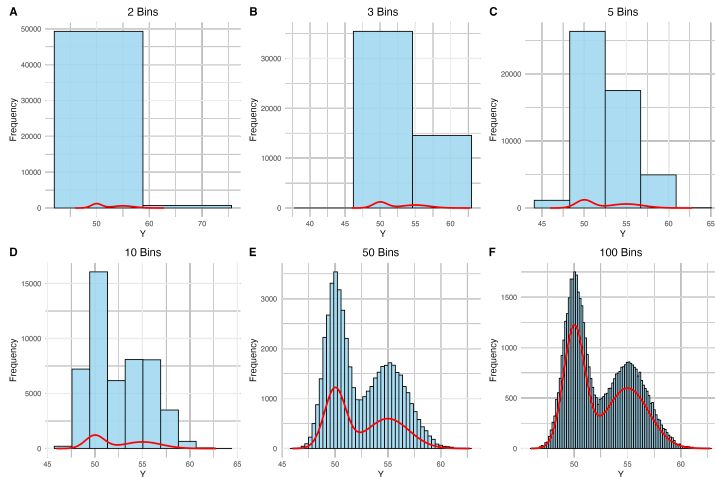 A
2 Bins
50000
40000
30000
20000
10000
0
Frequency
50
60
70
Y
B
3 Bins
30000
20000
10000
0
Frequency
40
45
50
55
60
Y
C
5 Bins
20000
10000
0
Frequency
45
50
55
60
65
Y
D
10 Bins
15000
10000
5000
0
Frequency
45
50
55
60
65
Y
E
50 Bins
3000
2000
1000
0
Frequency
45
50
55
60
Y
F
100 Bins
1500
1000
500
0
Frequency
50
55
60
Y